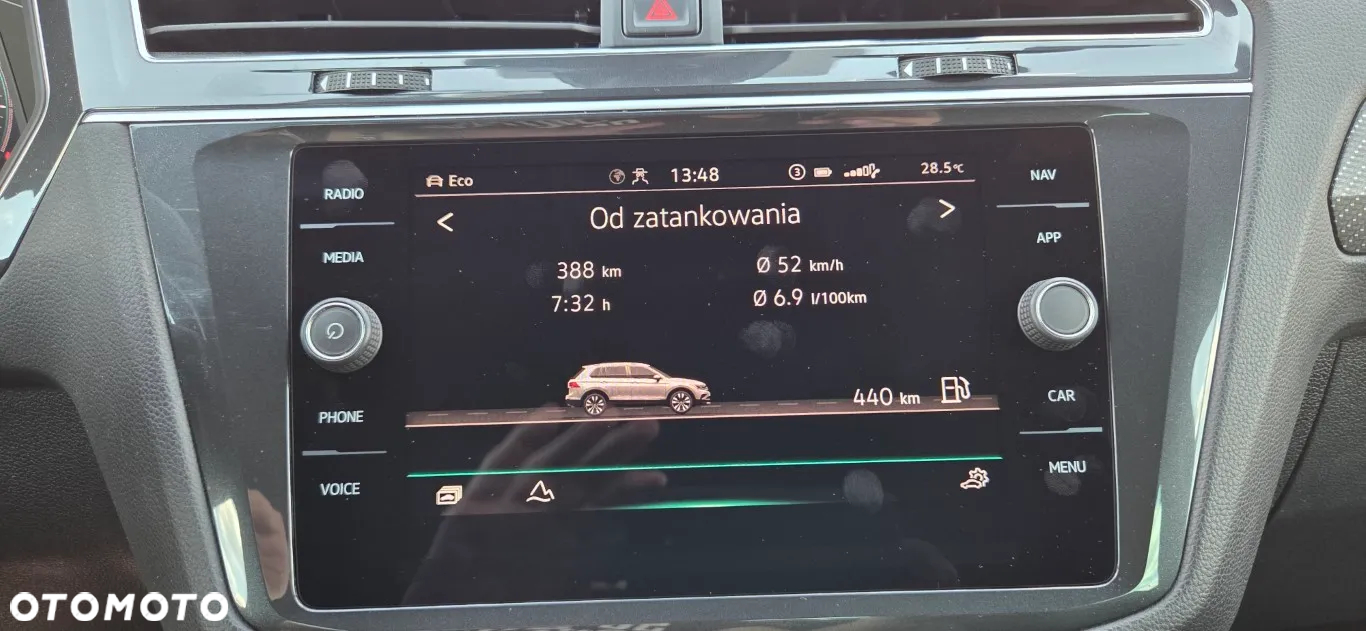 RADIO
MEDIA
PHONE
VOICE
Eco
13:48
3
28.5°C
<
Od zatankowania
>
388 km
Ø 52 km/h
7:32 h
Ø 6.9 l/100km
440 km
NAV
APP
CAR
MENU
OTOMOTO